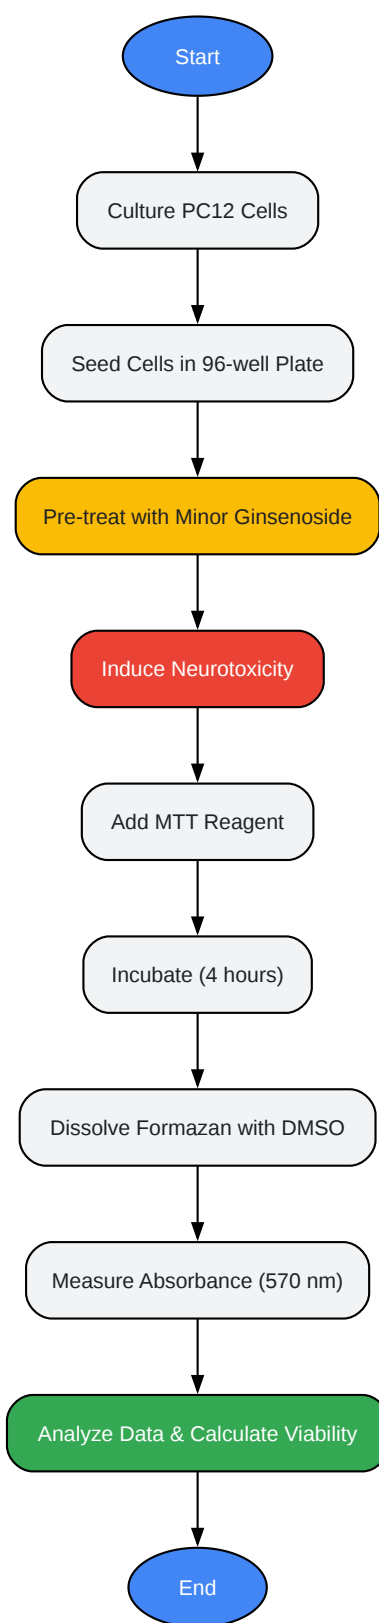 Start
Culture PC12 Cells
Seed Cells in 96-well Plate
Pre-treat with Minor Ginsenoside
Induce Neurotoxicity
Add MTT Reagent
Incubate (4 hours)
Dissolve Formazan with DMSO
Measure Absorbance (570 nm)
Analyze Data & Calculate Viability
End